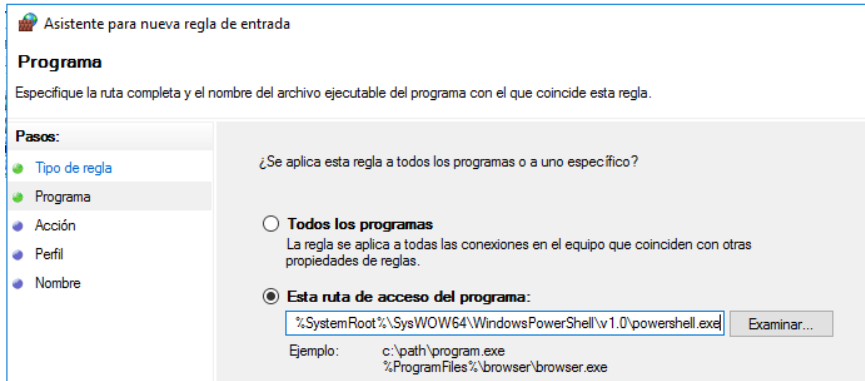 Asistente para nueva regla de entrada
Programa
Especifique la ruta completa y el nombre del archivo ejecutable del programa con el que coincide esta regla.
Pasos:
Tipo de regla
Programa
Acción
Perfil
Nombre
¿Se aplica esta regla a todos los programas o a uno específico?
Todos los programas
La regla se aplica a todas las conexiones en el equipo que coinciden con otras
propiedades de reglas.
Esta ruta de acceso del programa:
%SystemRoot%\SysWOW64\WindowsPowerShell\v1.0\powershell.exe
Examinar...
Ejemplo: c:\path\program.exe
%ProgramFiles%\browser\browser.exe